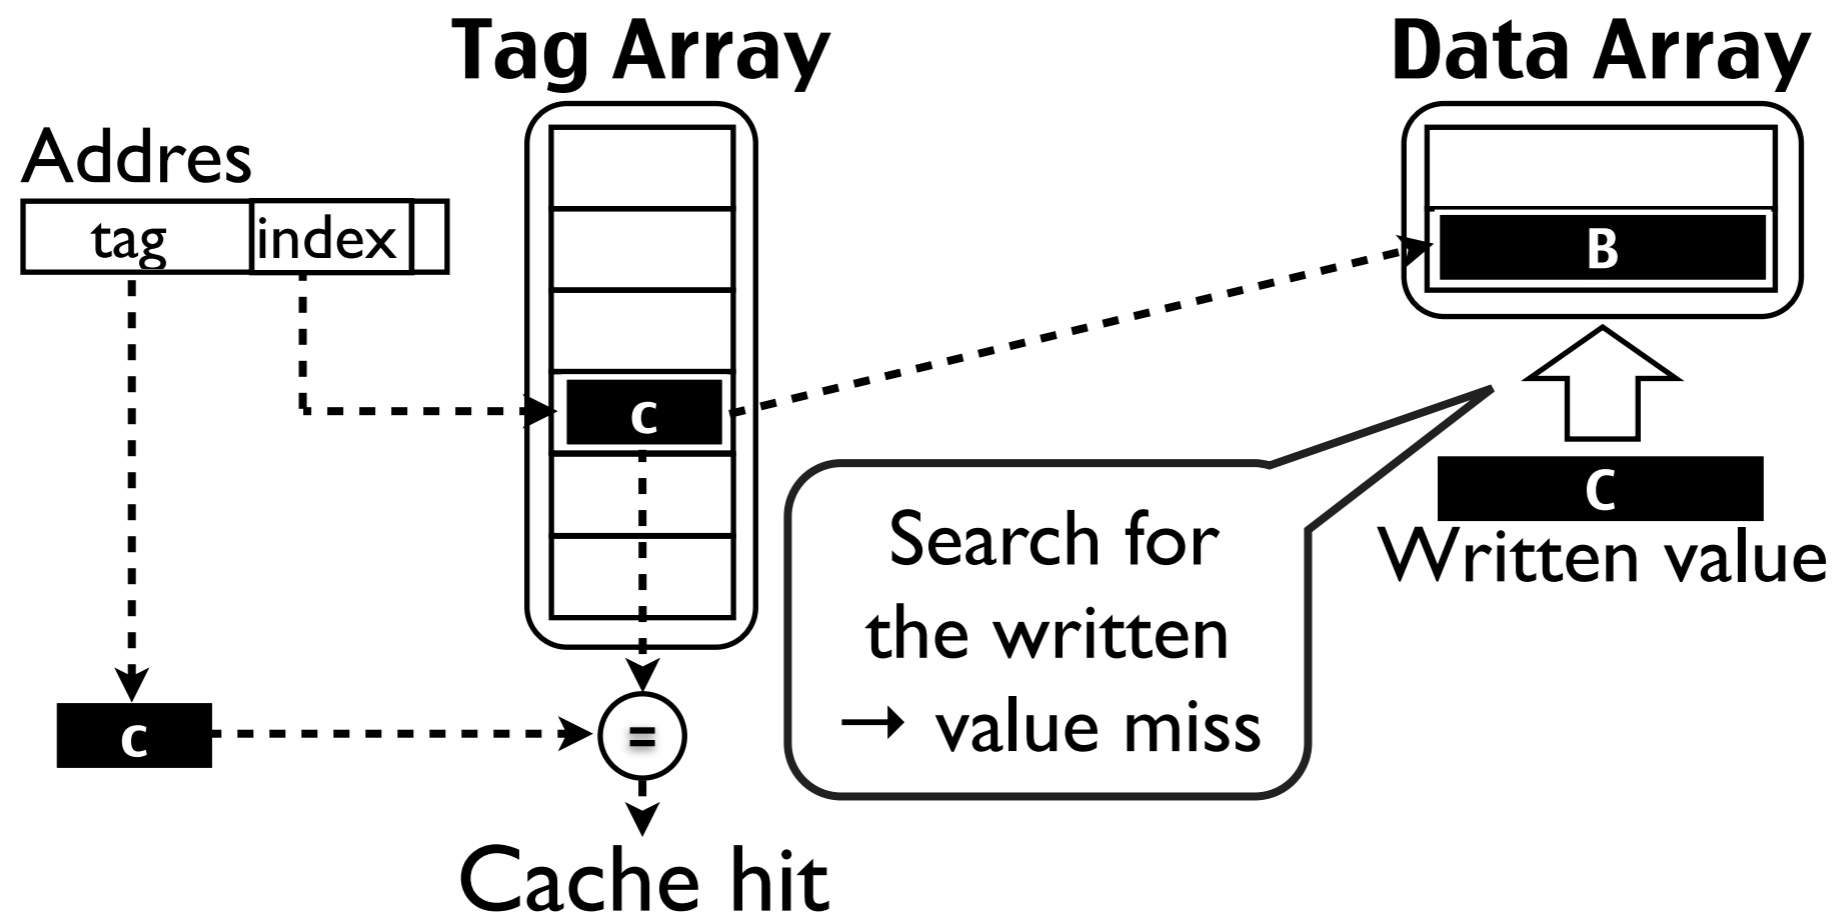 Tag Array
Data Array
Addres
tag
index
B
c
C
Written value
Search for
the written
→ value miss
c
=
Cache hit